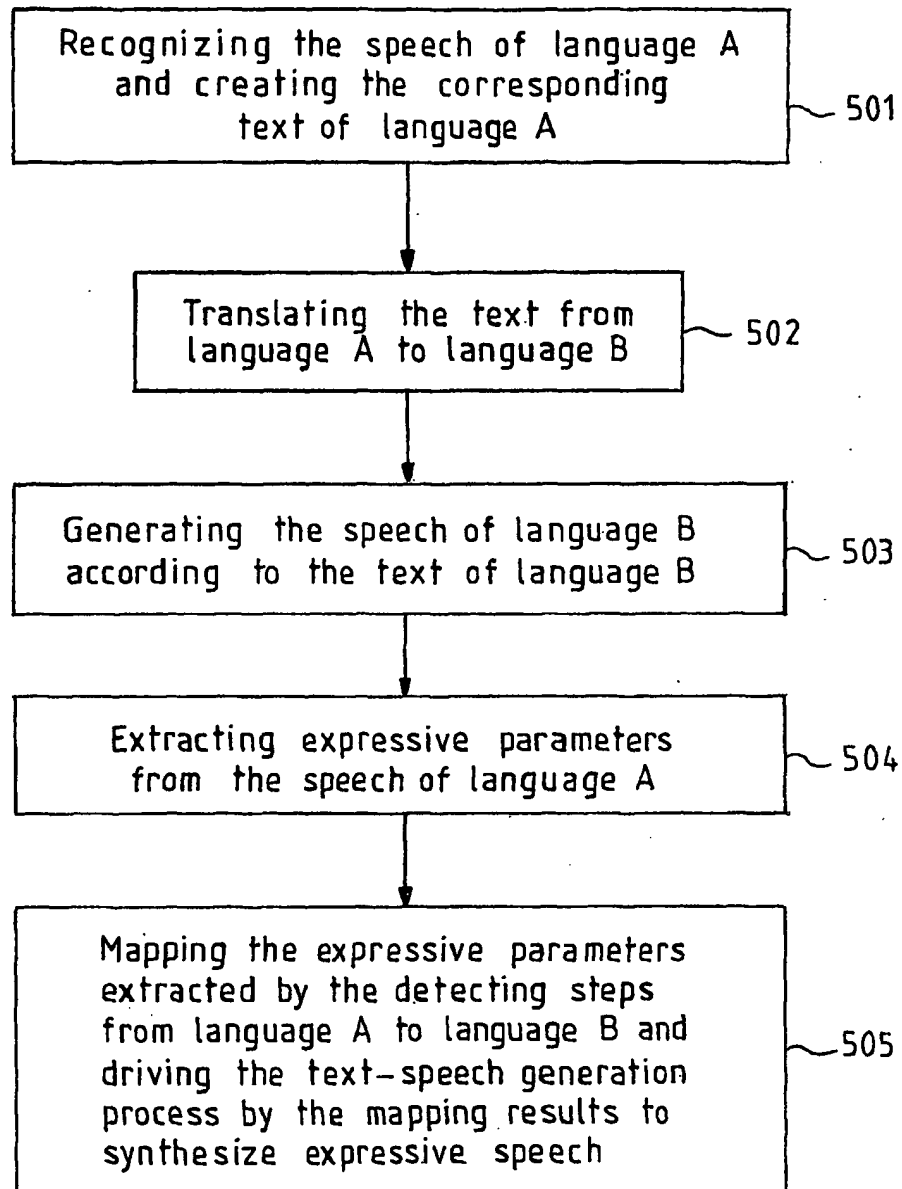 Recognizing the speech of language A
and creating the corresponding
text of language A
501
Translating the text from
language A to language B
502
Generating the speech of language B
according to the text of language B
503
Extracting expressive parameters
from the speech of language A
504
Mapping the expressive parameters
extracted by the detecting steps
from language A to language B and
driving the text-speech generation
process by the mapping results to
synthesize expressive speech
505